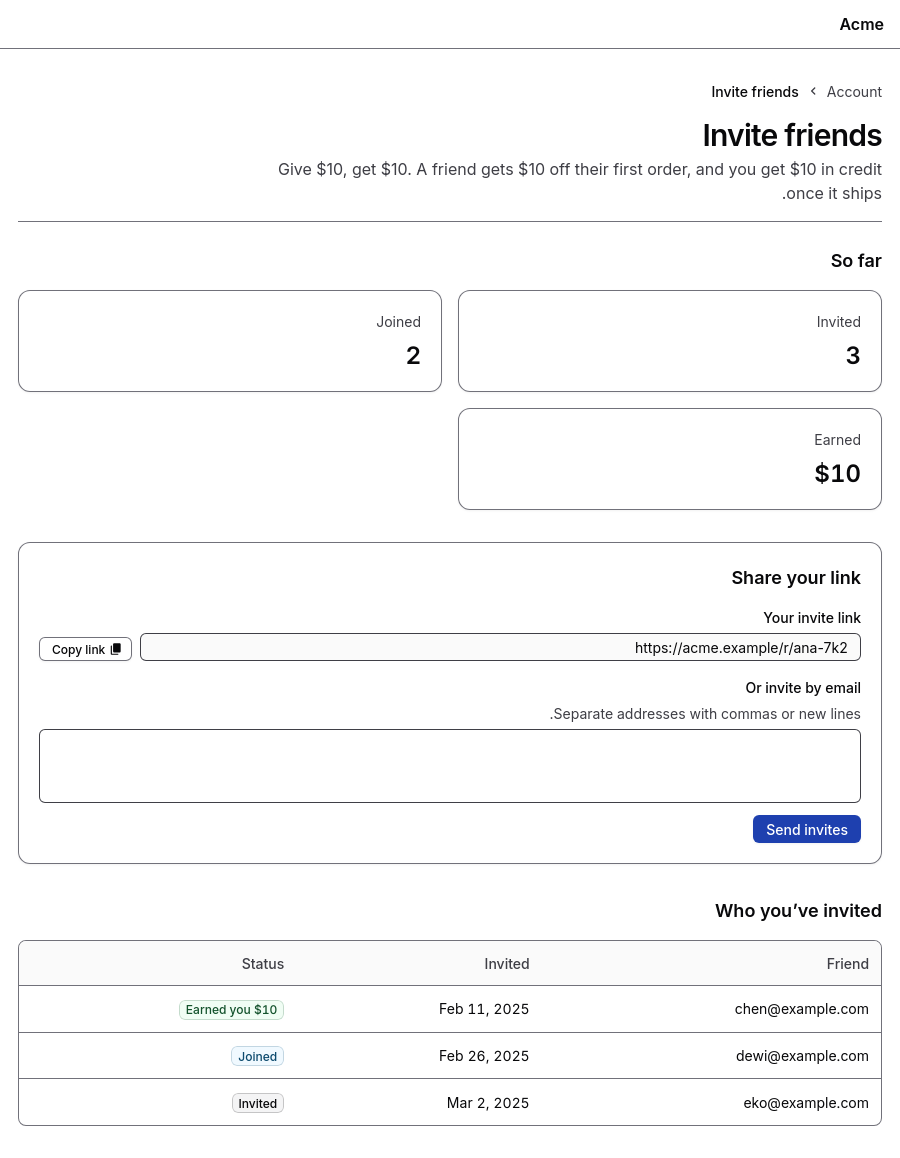 Acme
Account
Invite friends
Invite friends
Give $10, get $10. A friend gets $10 off their first order, and you get $10 in credit
once it ships.
So far
Invited
3
Joined
2
Earned
$10
Share your link
Your invite link
https://acme.example/r/ana-7k2
Copy link
Or invite by email
Separate addresses with commas or new lines.
Send invites
Who you’ve invited
Friend Invited Status
chen@example.com Feb 11, 2025 Earned you $10
dewi@example.com Feb 26, 2025 Joined
eko@example.com Mar 2, 2025 Invited